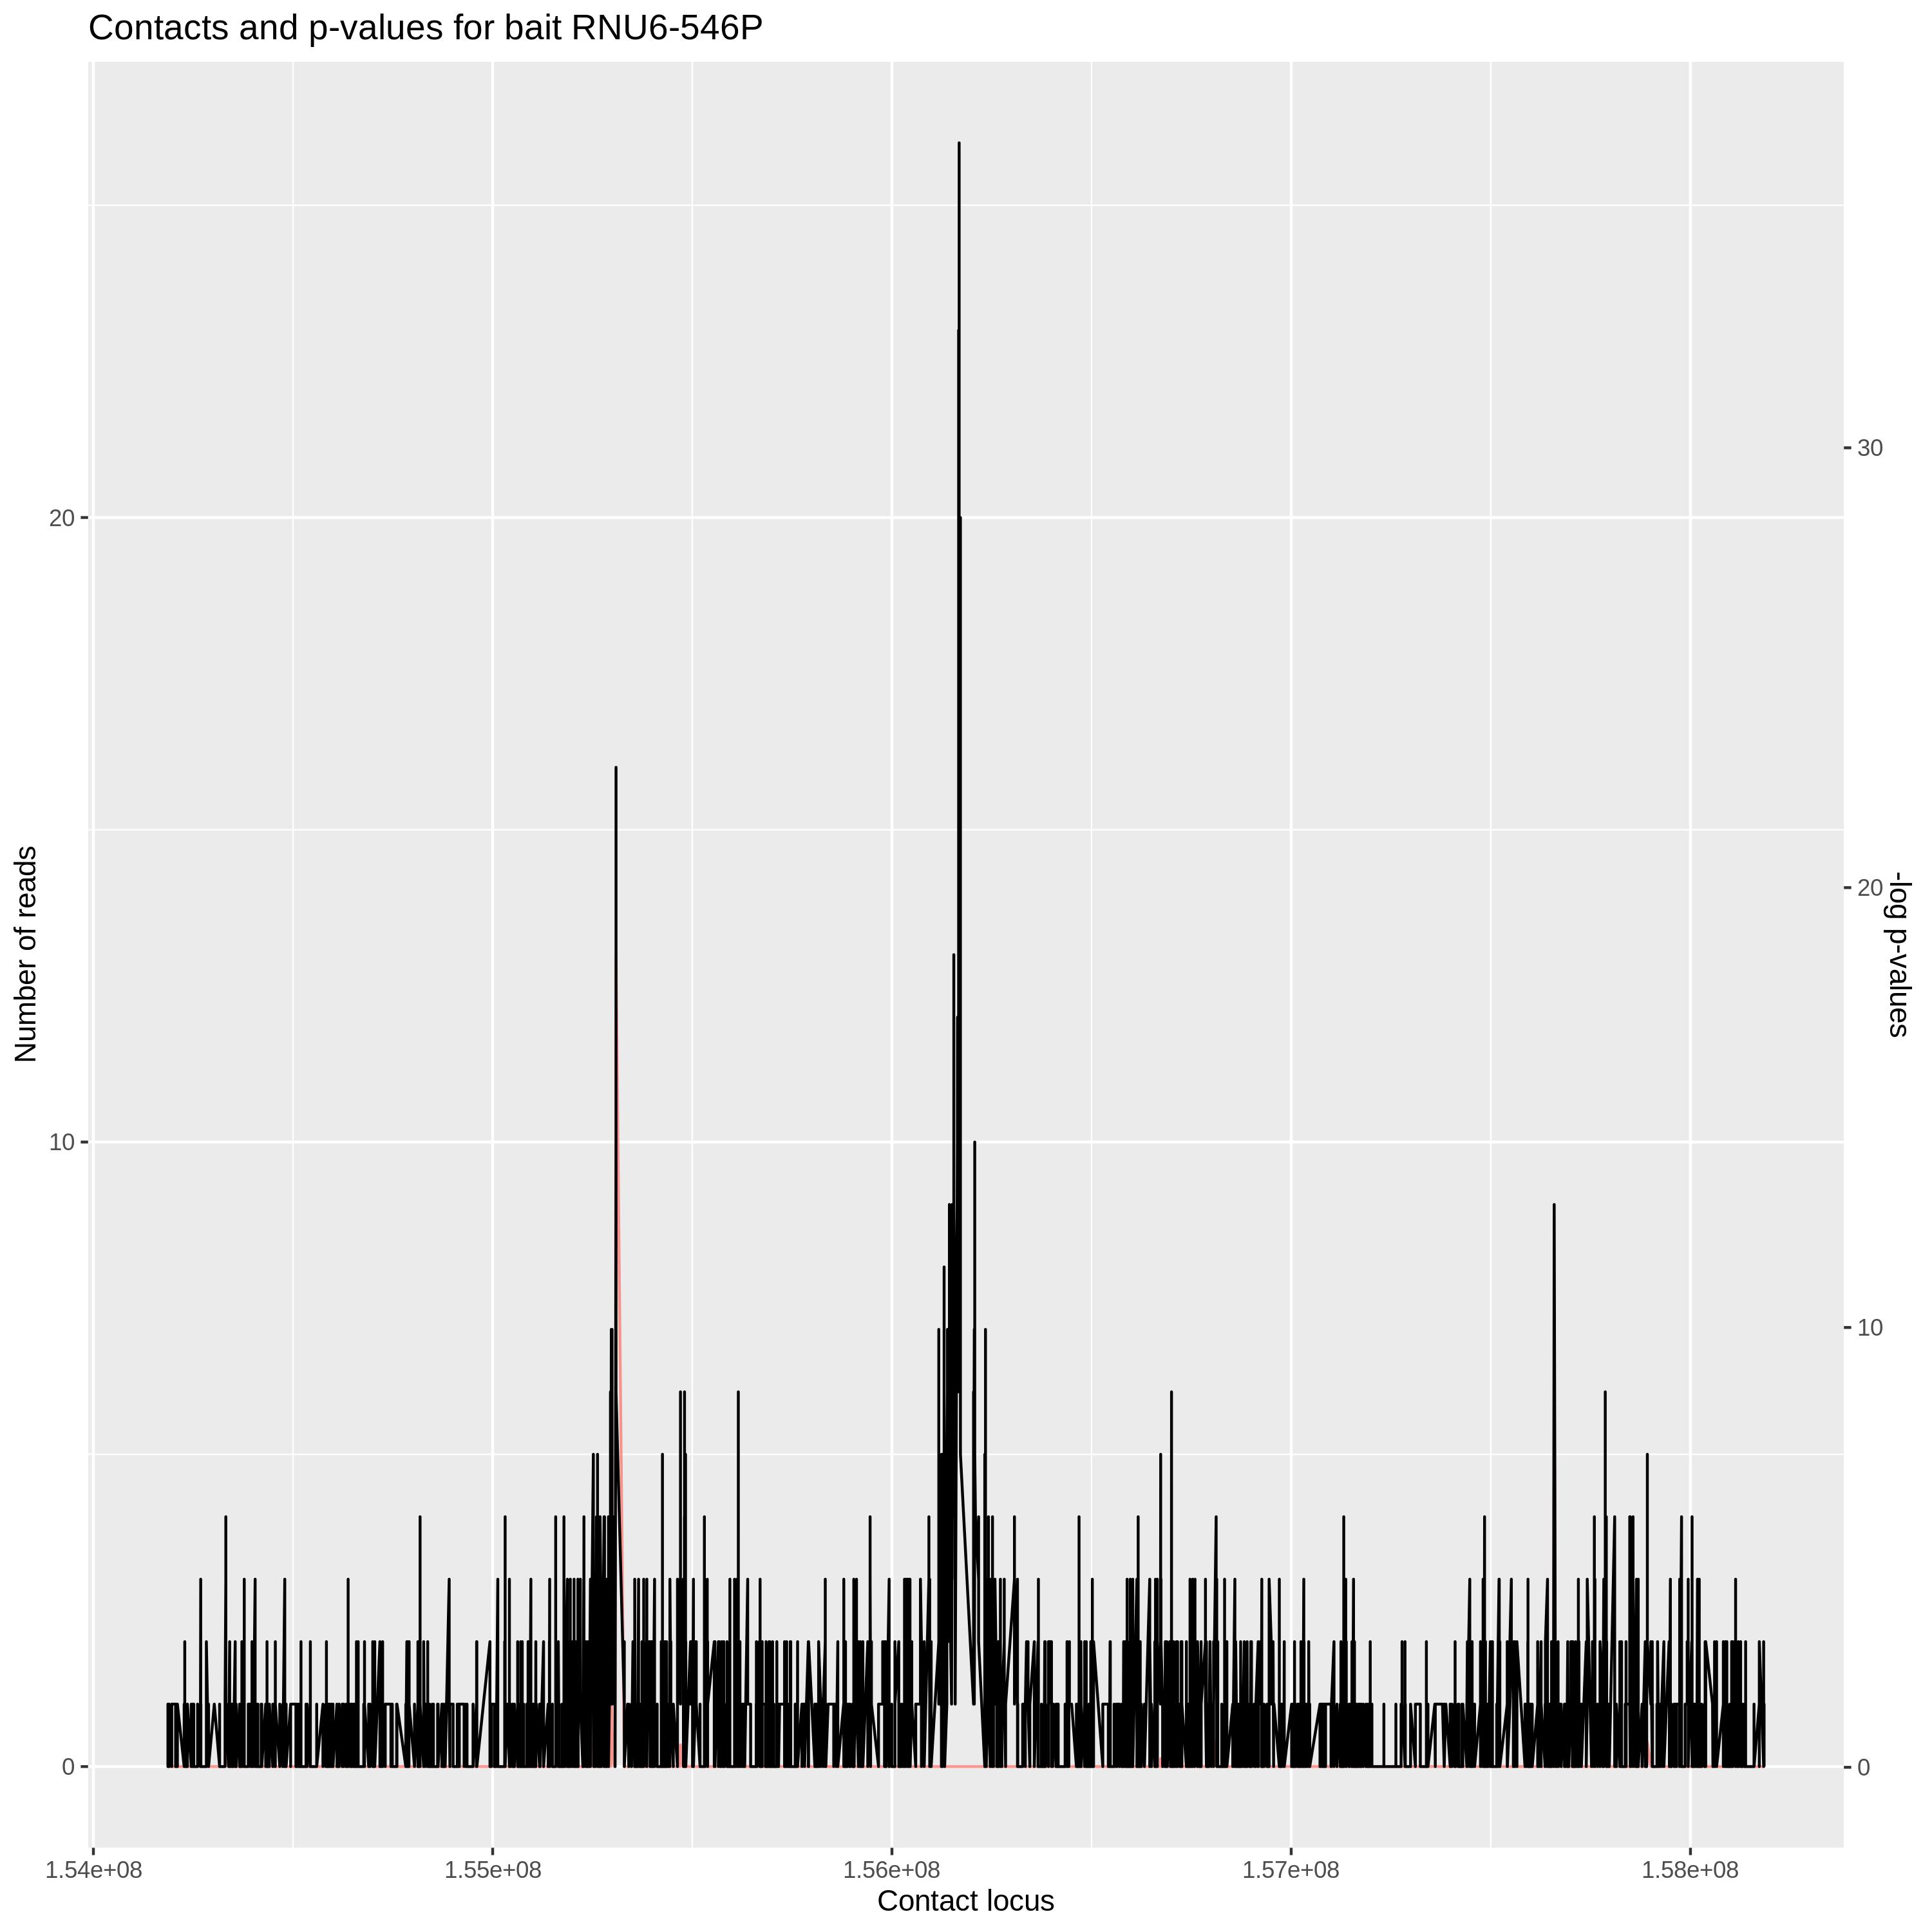 Contacts and p-values for bait RNU6-546P
Number of reads
20
10
0
30
20
10
0
-log p-values
1.54e+08 1.55e+08 1.56e+08 1.57e+08 1.58e+08
Contact locus